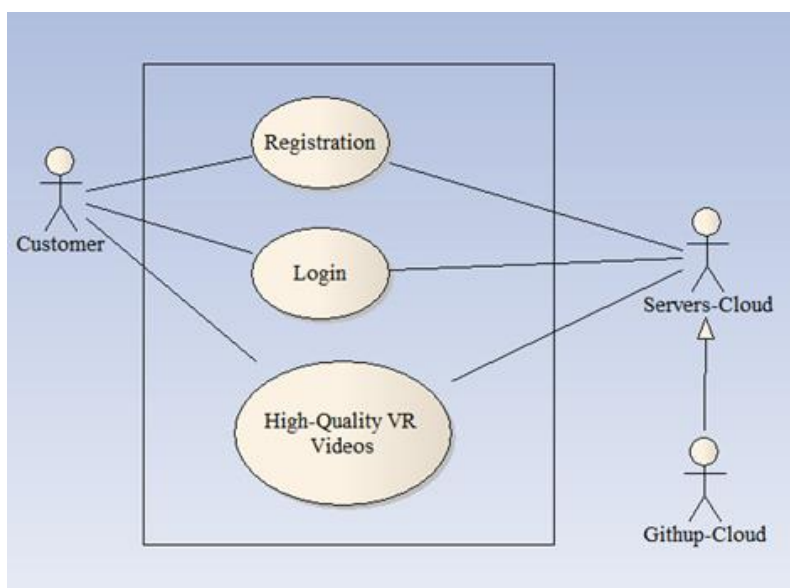 Registration
Customer
Login
Servers-Cloud
High-Quality VR
Videos
Githup-Cloud